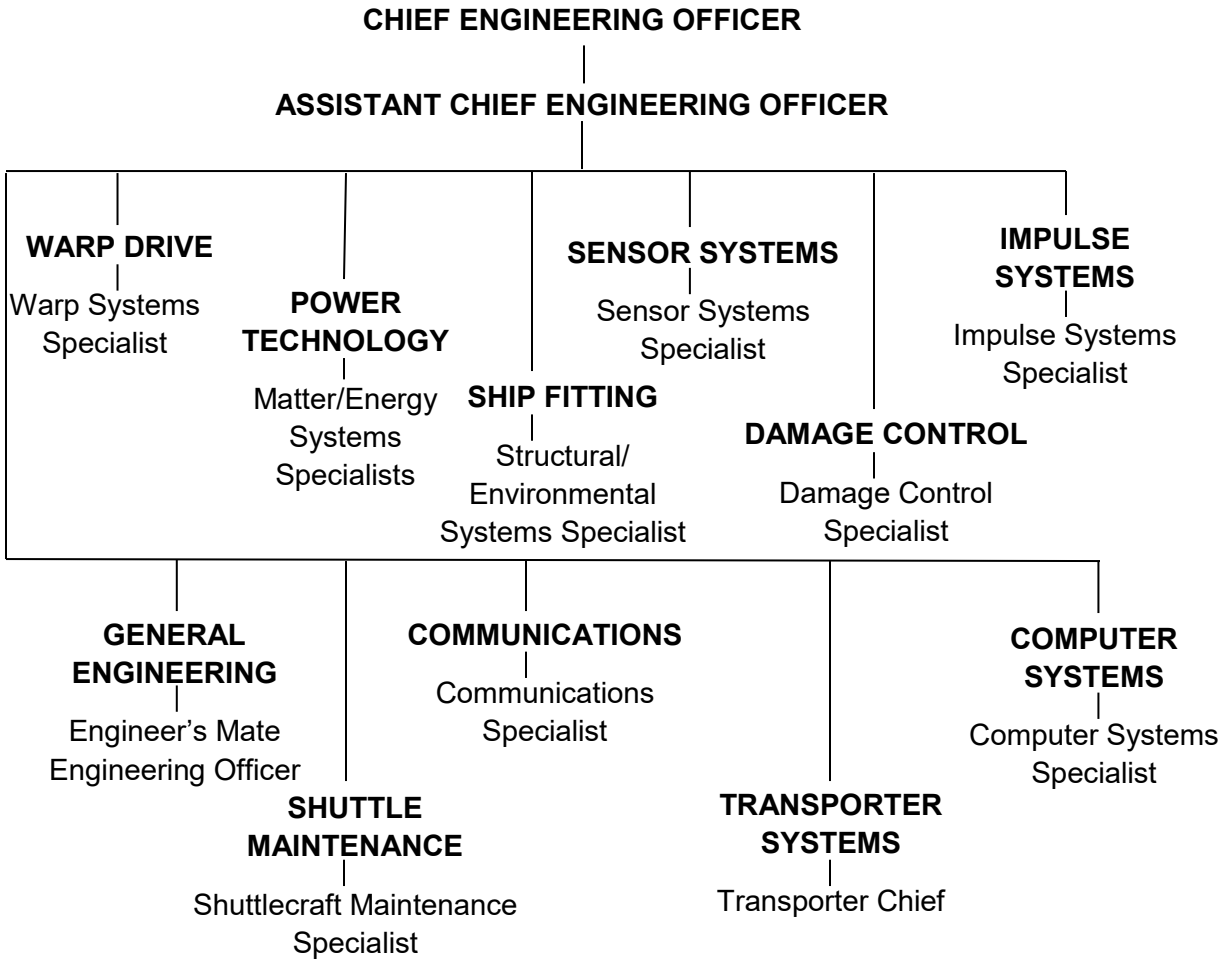 CHIEF ENGINEERING OFFICER
ASSISTANT CHIEF ENGINEERING OFFICER
WARP DRIVE
Warp Systems
Specialist
POWER
TECHNOLOGY
Matter/Energy
Systems
Specialists
SHIP FITTING
Structural/
Environmental
Systems Specialist
SENSOR SYSTEMS
Sensor Systems
Specialist
DAMAGE CONTROL
Damage Control
Specialist
IMPULSE
SYSTEMS
Impulse Systems
Specialist
GENERAL
ENGINEERING
Engineer’s Mate
Engineering Officer
SHUTTLE
MAINTENANCE
Shuttlecraft Maintenance
Specialist
COMMUNICATIONS
Communications
Specialist
TRANSPORTER
SYSTEMS
Transporter Chief
COMPUTER
SYSTEMS
Computer Systems
Specialist